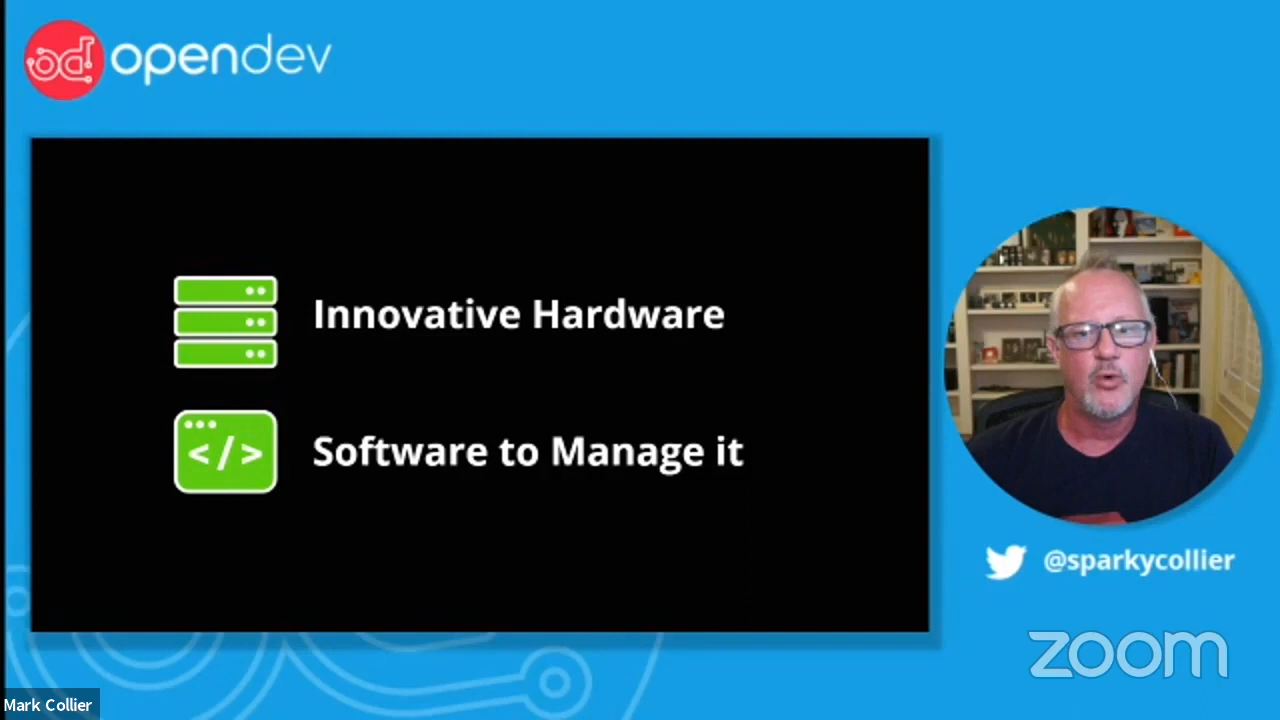 opendev
Innovative Hardware
</>
Software to Manage it
@sparkycollier
zoom
Mark Collier